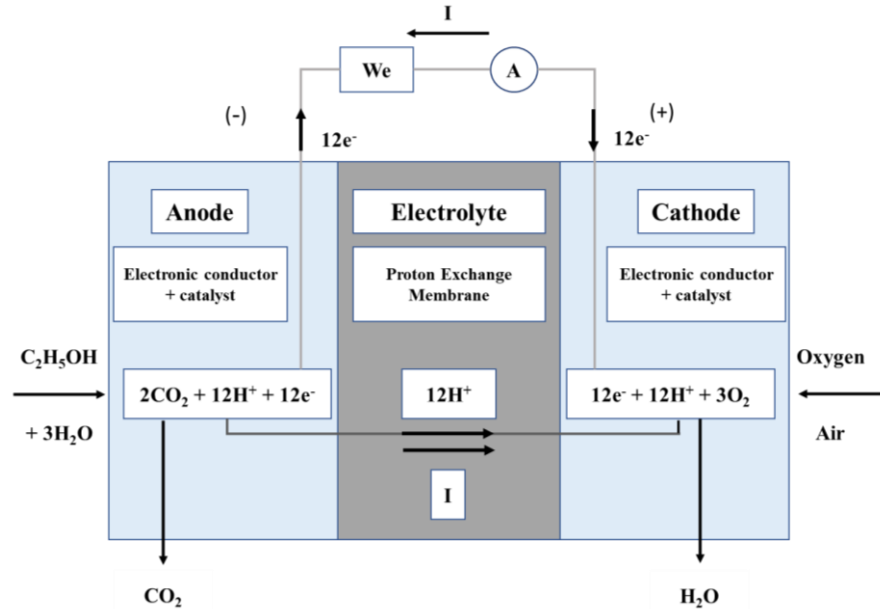 I
We
A
(-)
12e⁻
(+)
12e⁻
Anode
Electrolyte
Cathode
Electronic conductor
+ catalyst
Proton Exchange
Membrane
Electronic conductor
+ catalyst
C₂H₅OH
+ 3H₂O
2CO₂ + 12H⁺ + 12e⁻
12H⁺
12e⁻ + 12H⁺ + 3O₂
Oxygen
Air
I
CO₂
H₂O